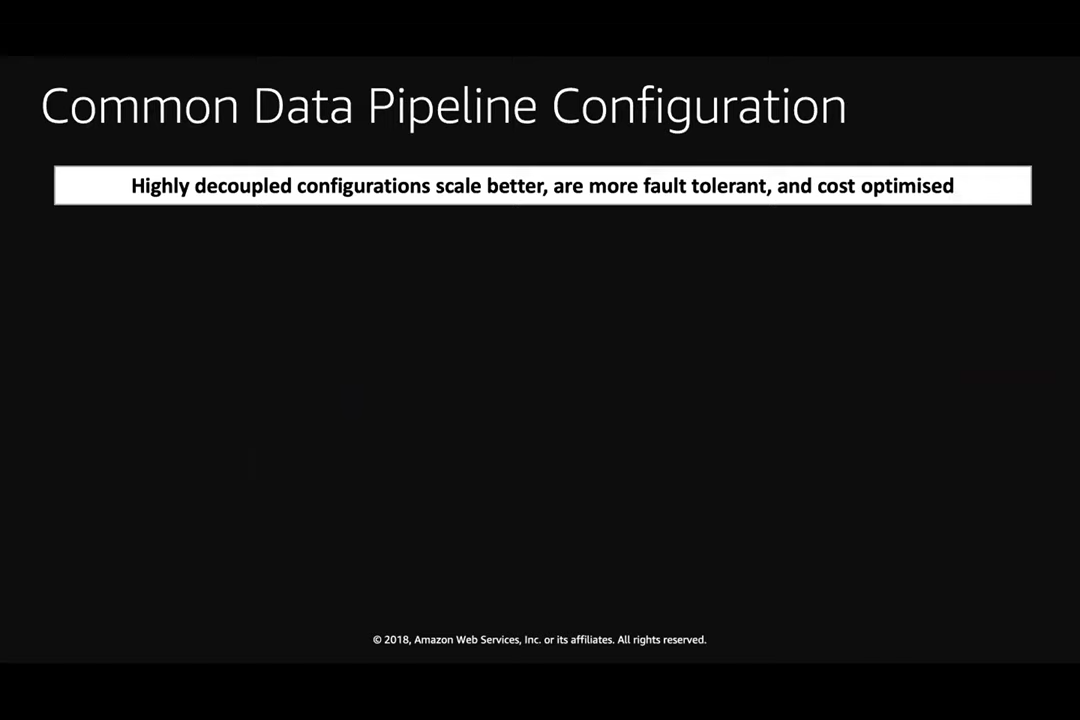 Common Data Pipeline Configuration
Highly decoupled configurations scale better, are more fault tolerant, and cost optimised
© 2018, Amazon Web Services, Inc. or its affiliates. All rights reserved.